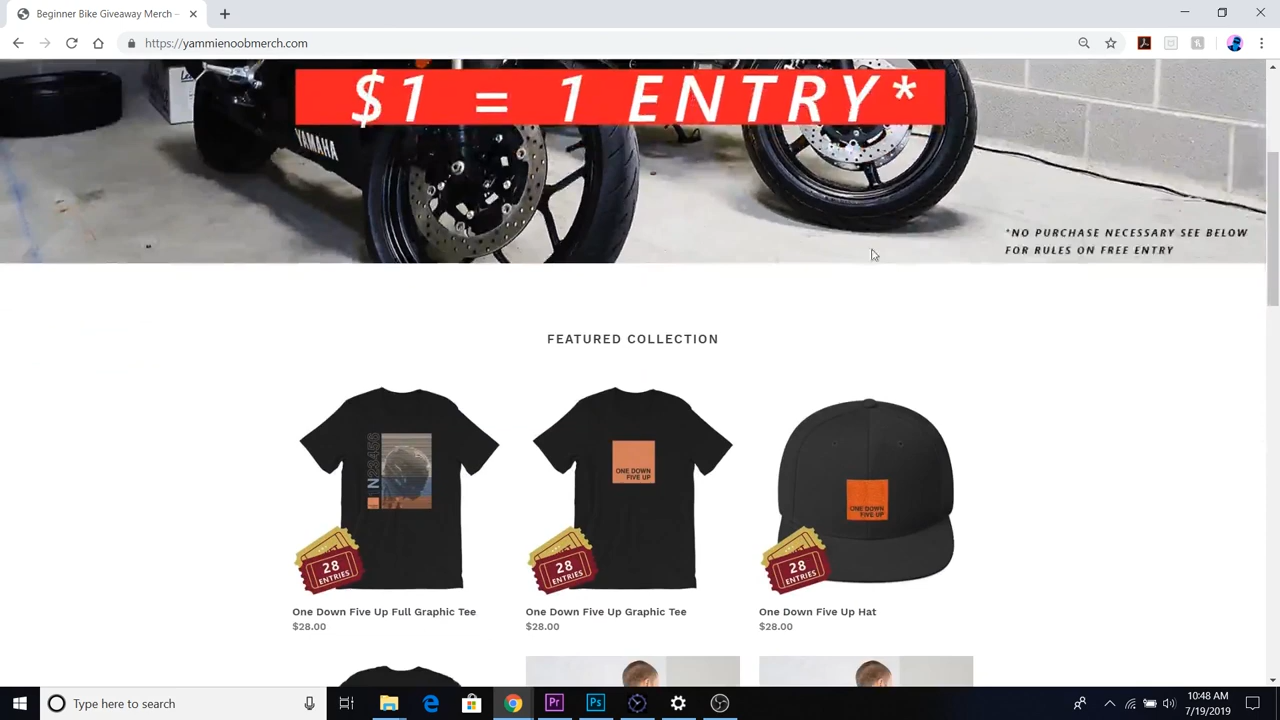 Beginner Bike Giveaway Merch –
https://yammienoobmerch.com
$1 = 1 ENTRY*
YAMAHA
*NO PURCHASE NECESSARY SEE BELOW
FOR RULES ON FREE ENTRY
FEATURED COLLECTION
1N23456
ONE DOWN
FIVE UP
ONE DOWN
FIVE UP
28
ENTRIES
28
ENTRIES
28
ENTRIES
One Down Five Up Full Graphic Tee
One Down Five Up Graphic Tee
One Down Five Up Hat
$28.00
$28.00
$28.00
Pr
Ps
Type here to search
10:48 AM
7/19/2019